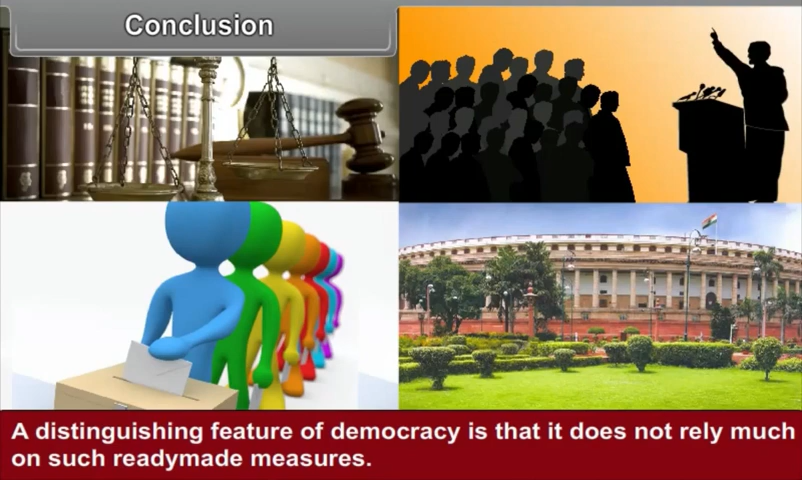 Conclusion
A distinguishing feature of democracy is that it does not rely much
on such readymade measures.